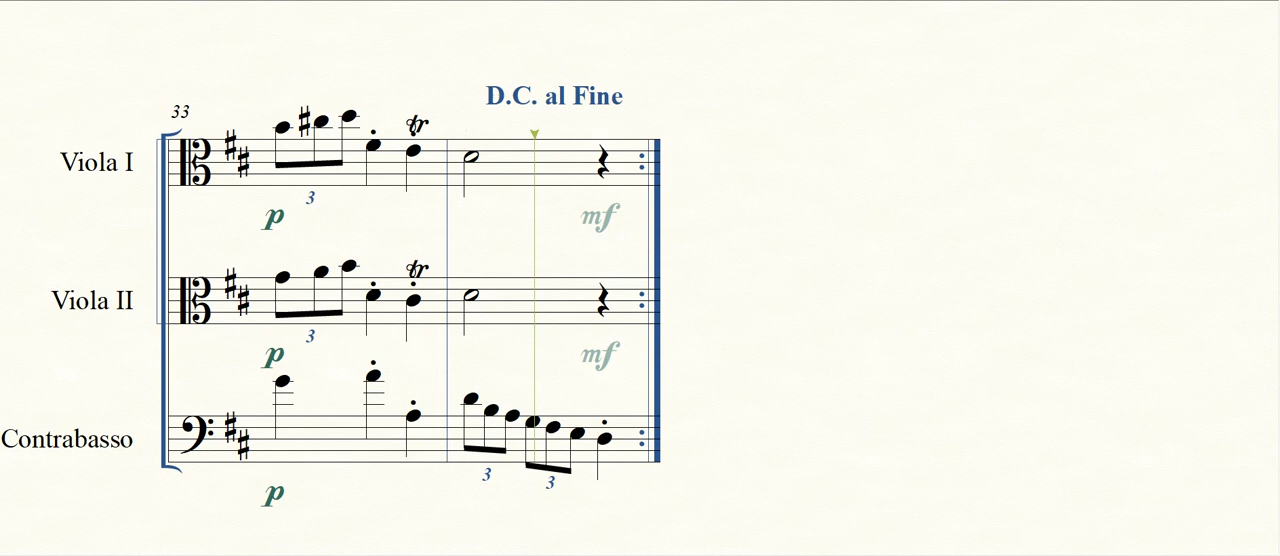 D.C. al Fine
33
Viola I
3
p
mf
Viola II
3
p
mf
Contrabasso
3
3
p